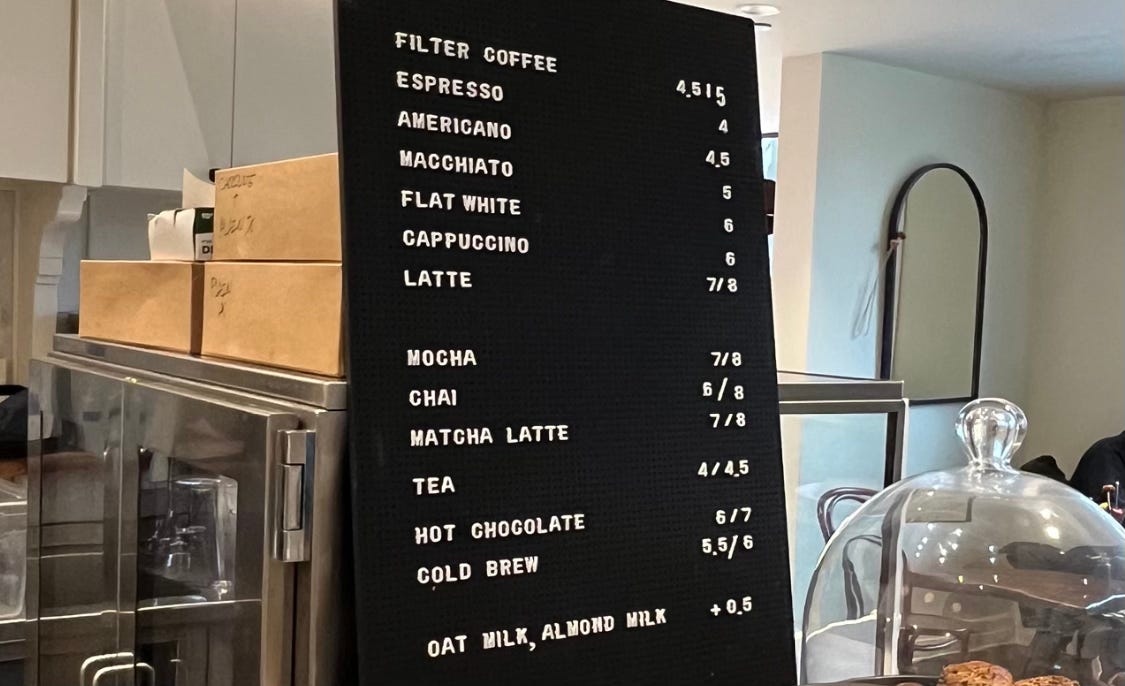 FILTER COFFEE 4.5 | 5
ESPRESSO 4
AMERICANO 4.5
MACCHIATO 5
FLAT WHITE 6
CAPPUCCINO 6
LATTE 7/8
MOCHA 7/8
CHAI 6/8
MATCHA LATTE 7/8
TEA 4/4.5
HOT CHOCOLATE 6/7
COLD BREW 5.5/6
OAT MILK, ALMOND MILK +0.5